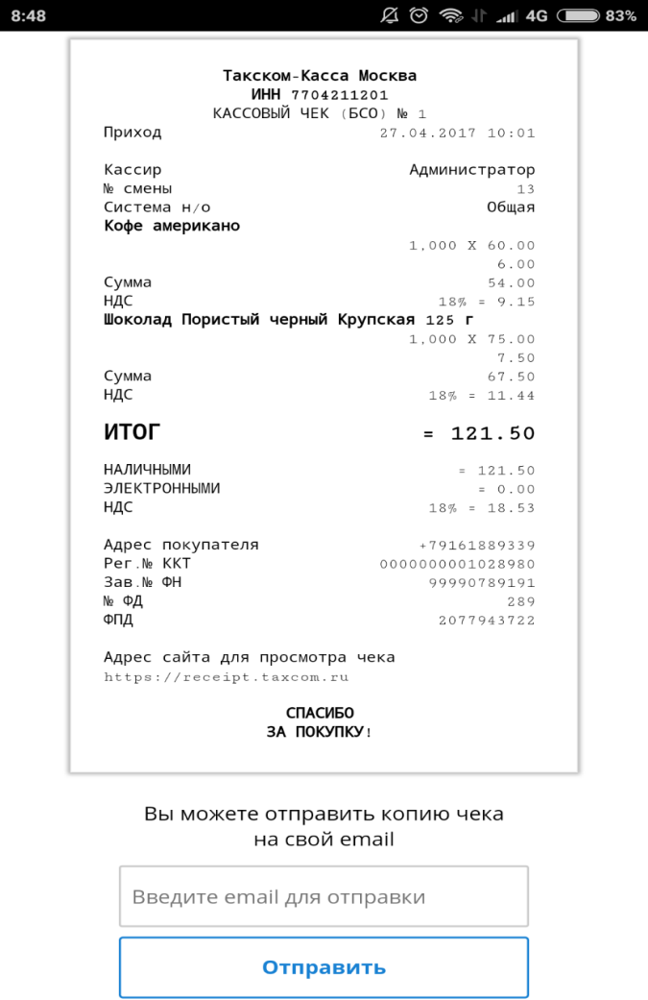 8:48 4G 83%
Такском-Касса Москва
ИНН 7704211201
КАССОВЫЙ ЧЕК (БСО) № 1
Приход 27.04.2017 10:01
Кассир Администратор
№ смены 13
Система н/о Общая
Кофе американо
1,000 X 60.00
6.00
Сумма 54.00
НДС 18% = 9.15
Шоколад Пористый черный Крупская 125 г
1,000 X 75.00
7.50
Сумма 67.50
НДС 18% = 11.44
ИТОГ = 121.50
НАЛИЧНЫМИ = 121.50
ЭЛЕКТРОННЫМИ = 0.00
НДС 18% = 18.53
Адрес покупателя +79161889339
Рег.№ ККТ 0000000001028980
Зав.№ ФН 99990789191
№ ФД 289
ФПД 2077943722
Адрес сайта для просмотра чека
https://receipt.taxcom.ru
СПАСИБО
ЗА ПОКУПКУ!
Вы можете отправить копию чека
на свой email
Введите email для отправки
Отправить